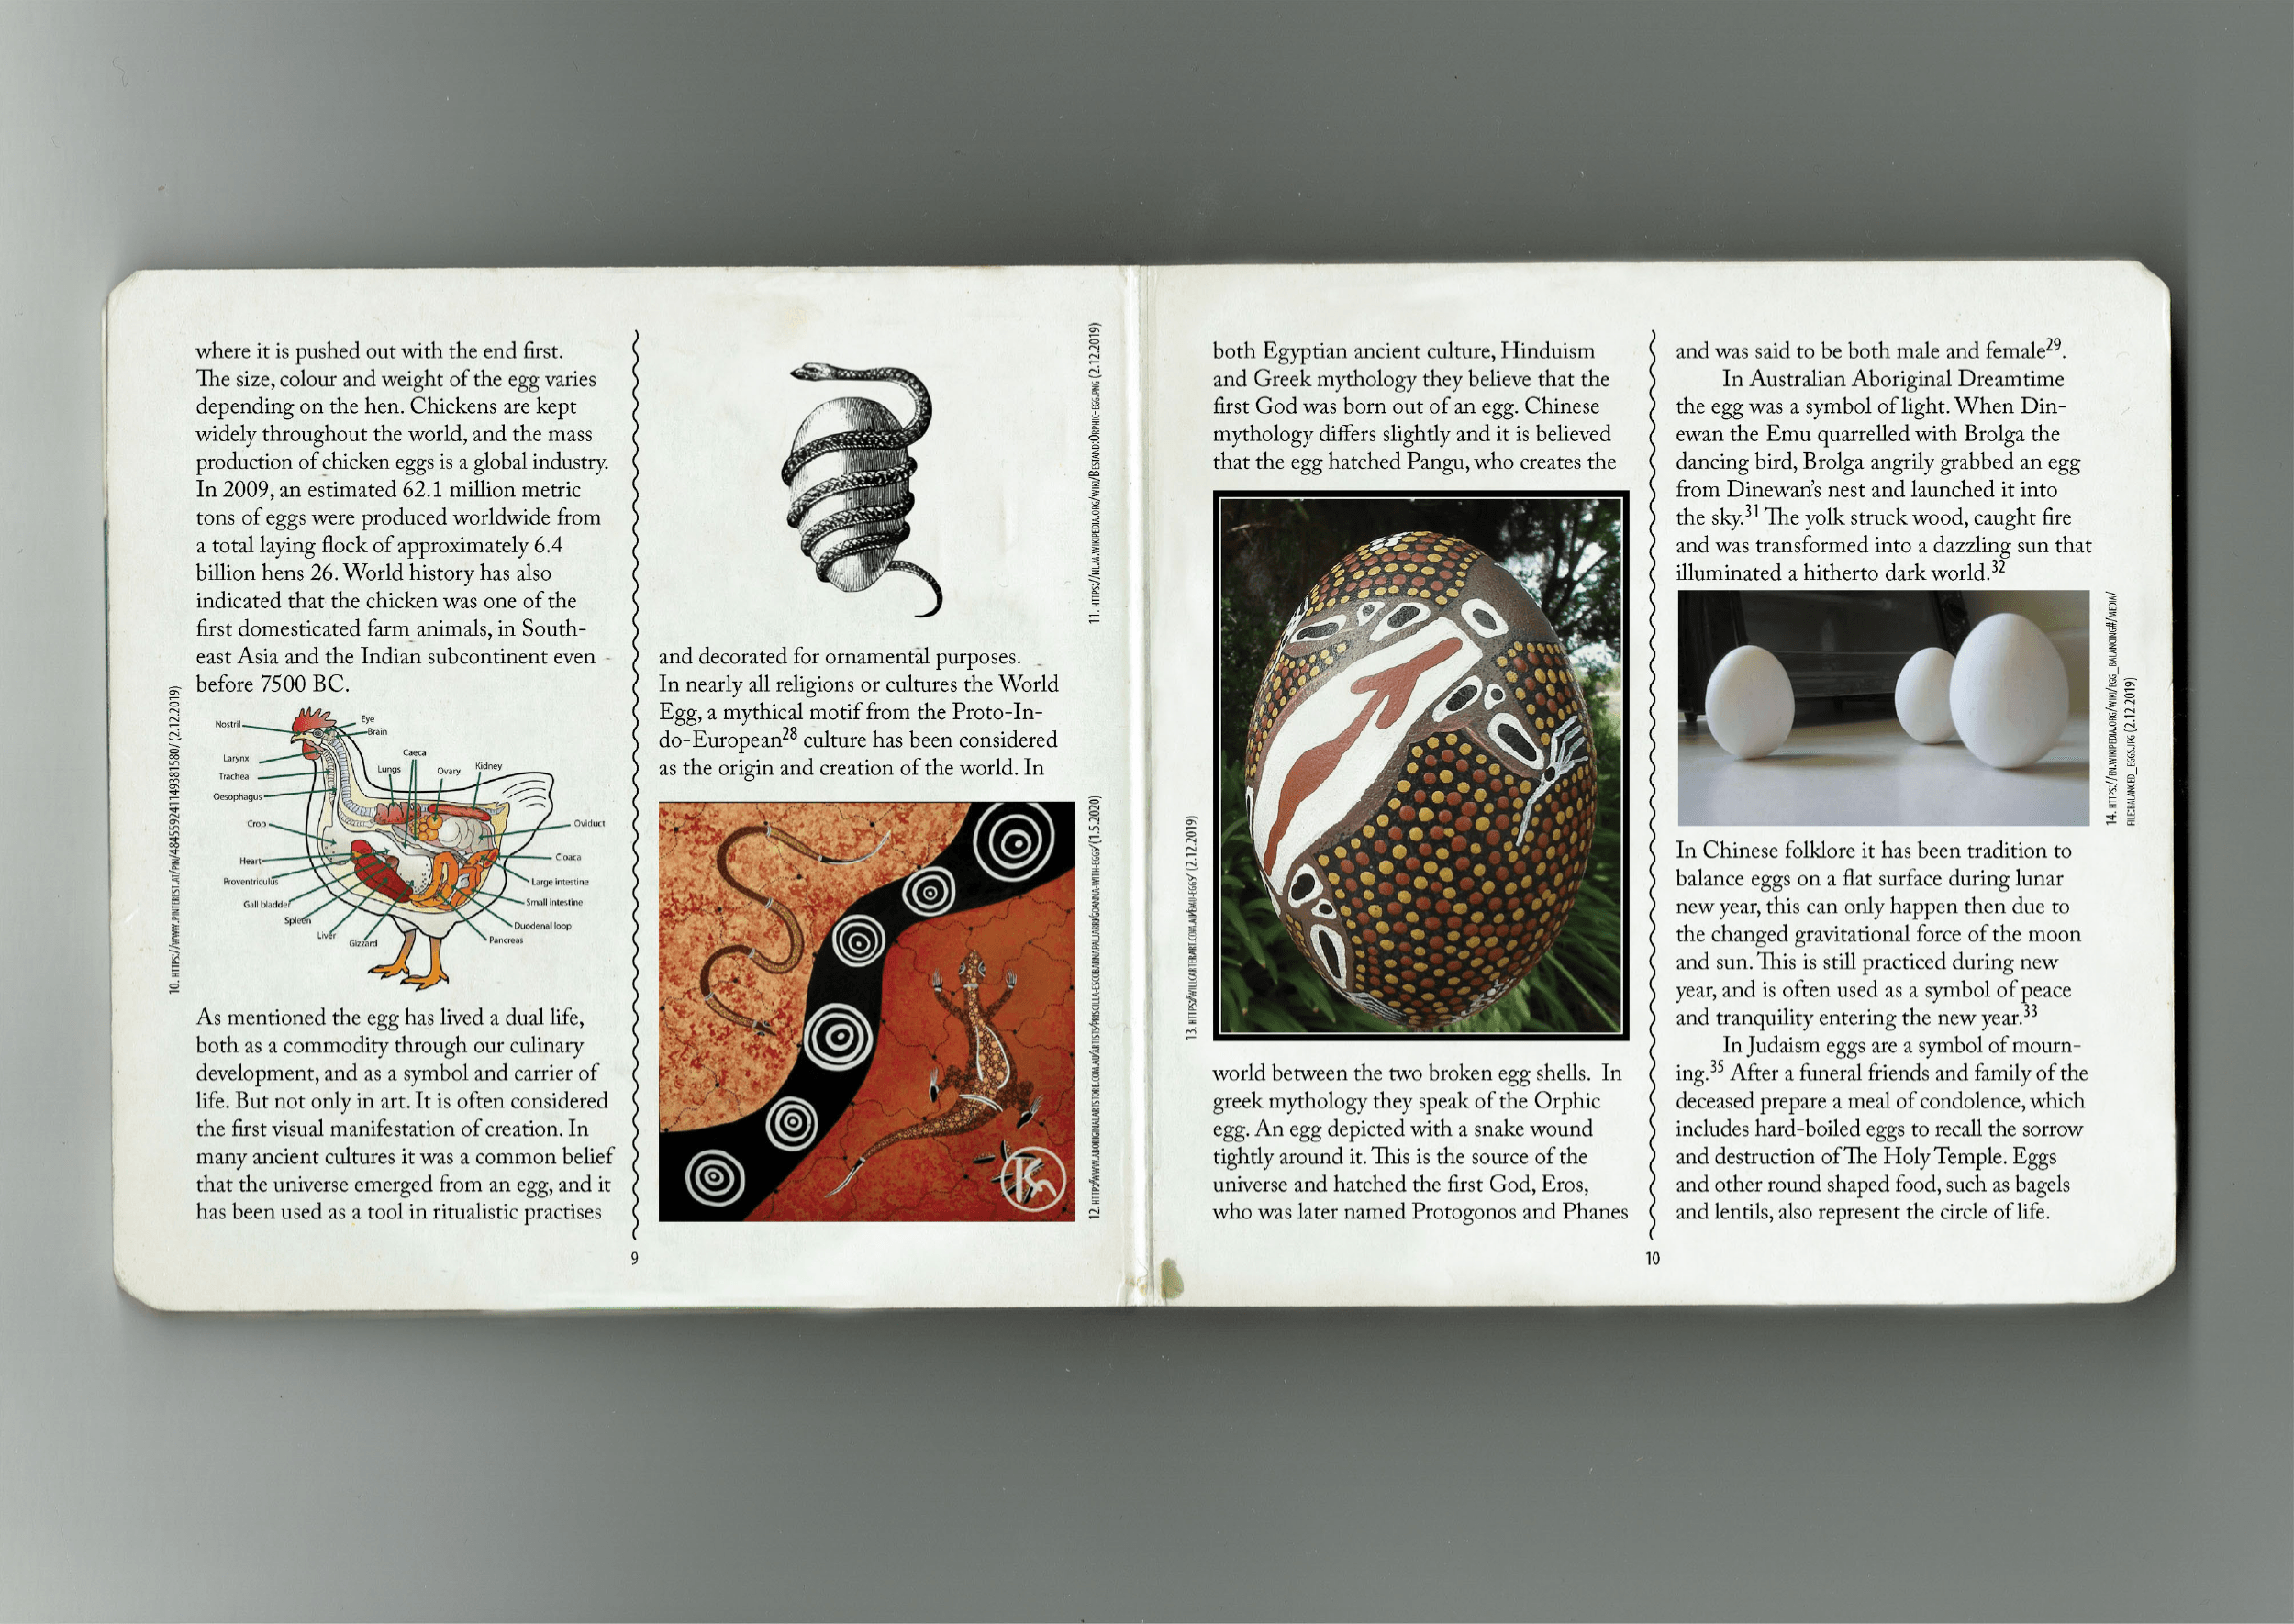 where it is pushed out with the end first.
The size, colour and weight of the egg varies
depending on the hen. Chickens are kept
widely throughout the world, and the mass
production of chicken eggs is a global industry.
In 2009, an estimated 62.1 million metric
tons of eggs were produced worldwide from
a total laying flock of approximately 6.4
billion hens 26. World history has also
indicated that the chicken was one of the
first domesticated farm animals, in South-
east Asia and the Indian subcontinent even
before 7500 BC.
10. HTTPS://WWW.PINTEREST.AT/PIN/484559241149381580/ (2.12.2019)
Nostril
Eye
Brain
Larynx
Caeca
Trachea
Lungs
Ovary
Kidney
Oesophagus
Crop
Oviduct
Heart
Cloaca
Proventriculus
Large intestine
Gall bladder
Small intestine
Spleen
Duodenal loop
Liver
Gizzard
Pancreas
As mentioned the egg has lived a dual life,
both as a commodity through our culinary
development, and as a symbol and carrier of
life. But not only in art. It is often considered
the first visual manifestation of creation. In
many ancient cultures it was a common belief
that the universe emerged from an egg, and it
has been used as a tool in ritualistic practises
9
11. HTTPS://NL.WIKIPEDIA.ORG/WIKI/BESTAND:ORPHIC-EGG.PNG (2.12.2019)
and decorated for ornamental purposes.
In nearly all religions or cultures the World
Egg, a mythical motif from the Proto-In-
do-European28 culture has been considered
as the origin and creation of the world. In
12. HTTPS://WWW.ABORIGINALARTSTORE.COM.AU/ARTISTS/PRISCILLA-ESCOBAR-NAPALJARRI/GOANNA-WITH-EGGS/ (1.5.2020)
both Egyptian ancient culture, Hinduism
and Greek mythology they believe that the
first God was born out of an egg. Chinese
mythology differs slightly and it is believed
that the egg hatched Pangu, who creates the
13. HTTPS://WILLCARTERART.COM.AU/EMU-EGGS/ (2.12.2019)
world between the two broken egg shells. In
greek mythology they speak of the Orphic
egg. An egg depicted with a snake wound
tightly around it. This is the source of the
universe and hatched the first God, Eros,
who was later named Protogonos and Phanes
10
and was said to be both male and female29.
In Australian Aboriginal Dreamtime
the egg was a symbol of light. When Din-
ewan the Emu quarrelled with Brolga the
dancing bird, Brolga angrily grabbed an egg
from Dinewan's nest and launched it into
the sky.31 The yolk struck wood, caught fire
and was transformed into a dazzling sun that
illuminated a hitherto dark world.32
14. HTTPS://EN.WIKIPEDIA.ORG/WIKI/EGG_BALANCING#/MEDIA/
FILE:BALANCED_EGGS.JPG (2.12.2019)
In Chinese folklore it has been tradition to
balance eggs on a flat surface during lunar
new year, this can only happen then due to
the changed gravitational force of the moon
and sun. This is still practiced during new
year, and is often used as a symbol of peace
and tranquility entering the new year.33
In Judaism eggs are a symbol of mourn-
ing.35 After a funeral friends and family of the
deceased prepare a meal of condolence, which
includes hard-boiled eggs to recall the sorrow
and destruction of The Holy Temple. Eggs
and other round shaped food, such as bagels
and lentils, also represent the circle of life.